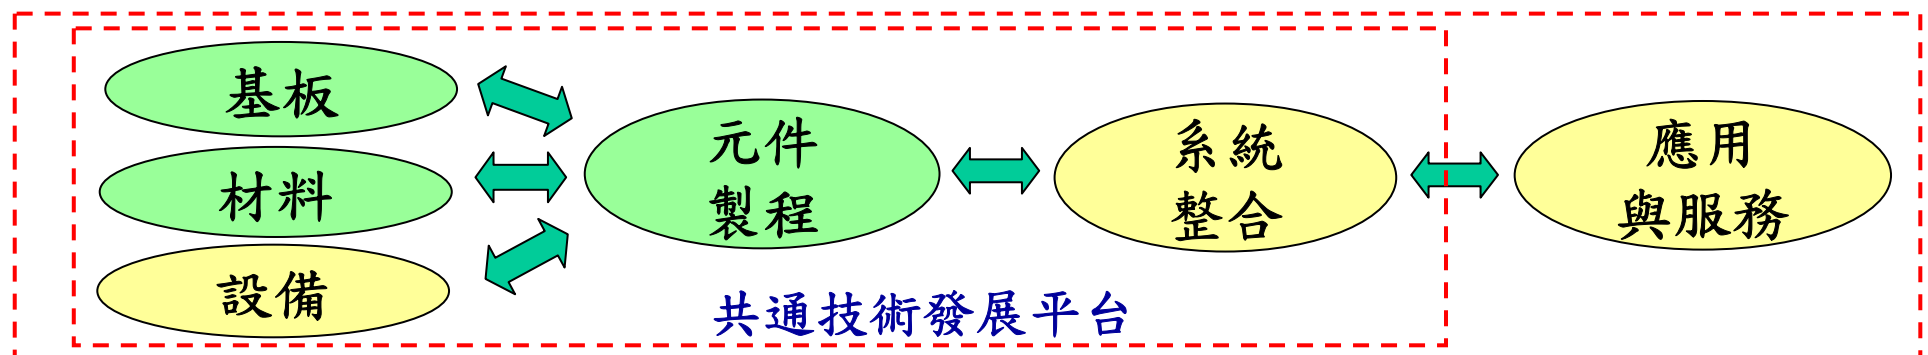 基板
材料
設備
元件
製程
系統
整合
應用
與服務
共通技術發展平台